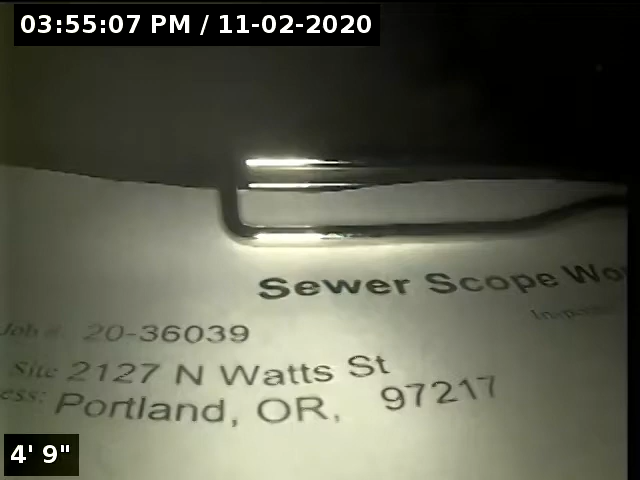 03:55:07 PM / 11-02-2020
Sewer Scope
Job #: 20-36039
Site 2127 N Watts St
Portland, OR, 97217
4' 9"